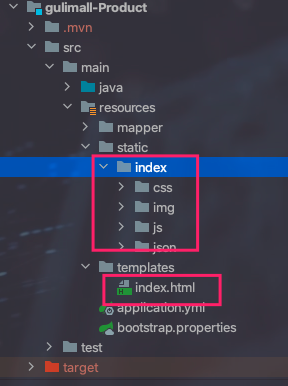 gulimall-Product
.mvn
src
main
java
resources
mapper
static
index
css
img
js
json
templates
index.html
application.yml
bootstrap.properties
test
target